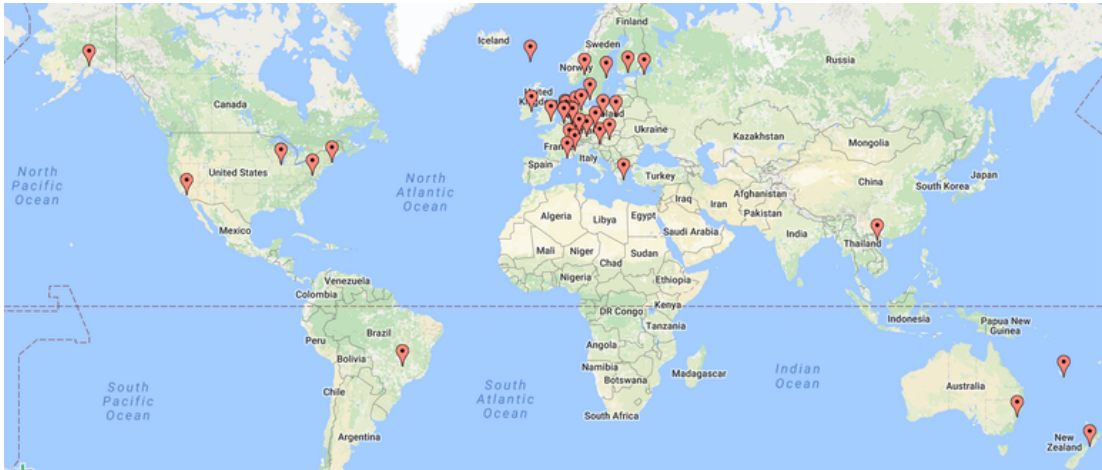 Iceland
Finland
Sweden
Norway
Russia
Canada
United
Kingdom
Ukraine
Kazakhstan
Mongolia
North
Pacific
Ocean
United States
North
Atlantic
Ocean
Spain
Italy
Turkey
China
Japan
South Korea
Mexico
Algeria
Libya
Egypt
Iraq
Iran
Afghanistan
Pakistan
Saudi Arabia
India
Thailand
Mali
Niger
Chad
Sudan
Nigeria
Ethiopia
Venezuela
Colombia
Kenya
DR Congo
Tanzania
Indonesia
Papua New
Guinea
Peru
Brazil
Bolivia
Angola
Namibia
Botswana
Madagascar
Indian
Ocean
Australia
Chile
South
Pacific
Ocean
South
Atlantic
Ocean
South Africa
Argentina
New
Zealand